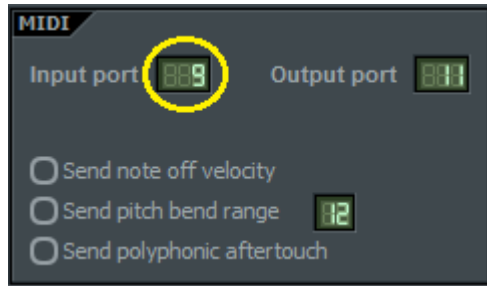 MIDI
Input port 9 Output port 11
Send note off velocity
Send pitch bend range 12
Send polyphonic aftertouch